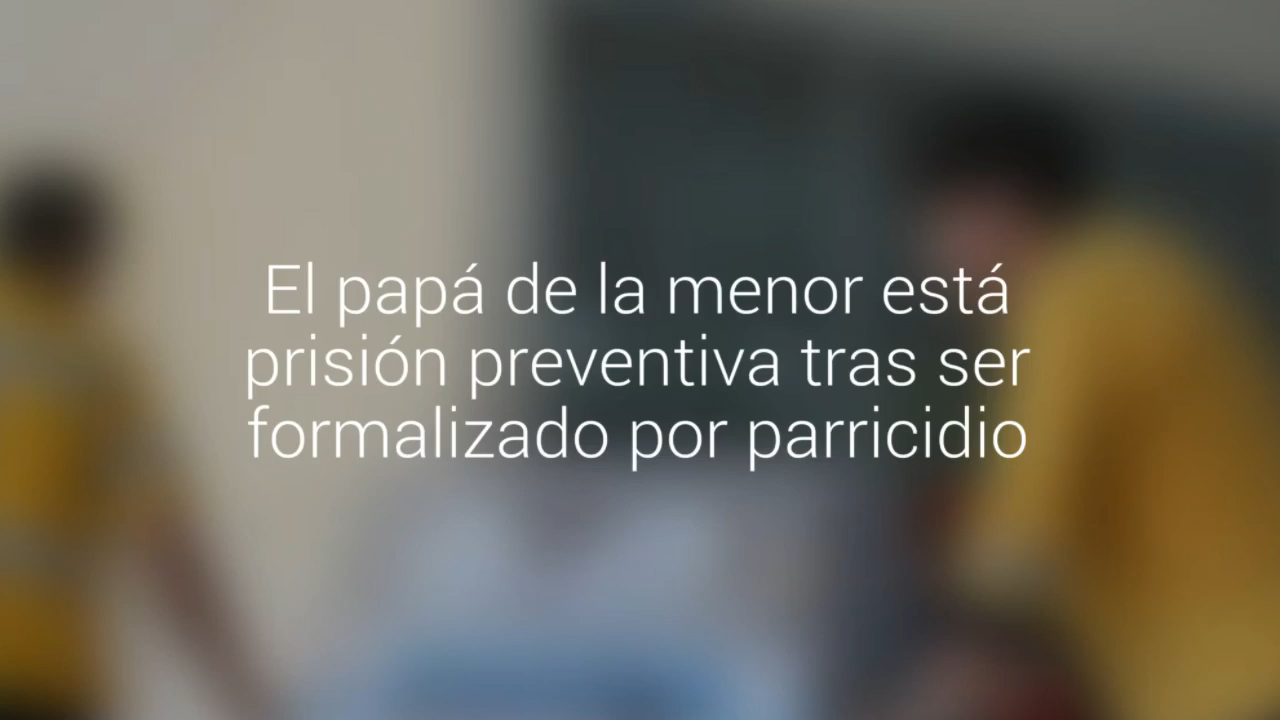 El papá de la menor está
prisión preventiva tras ser
formalizado por parricidio